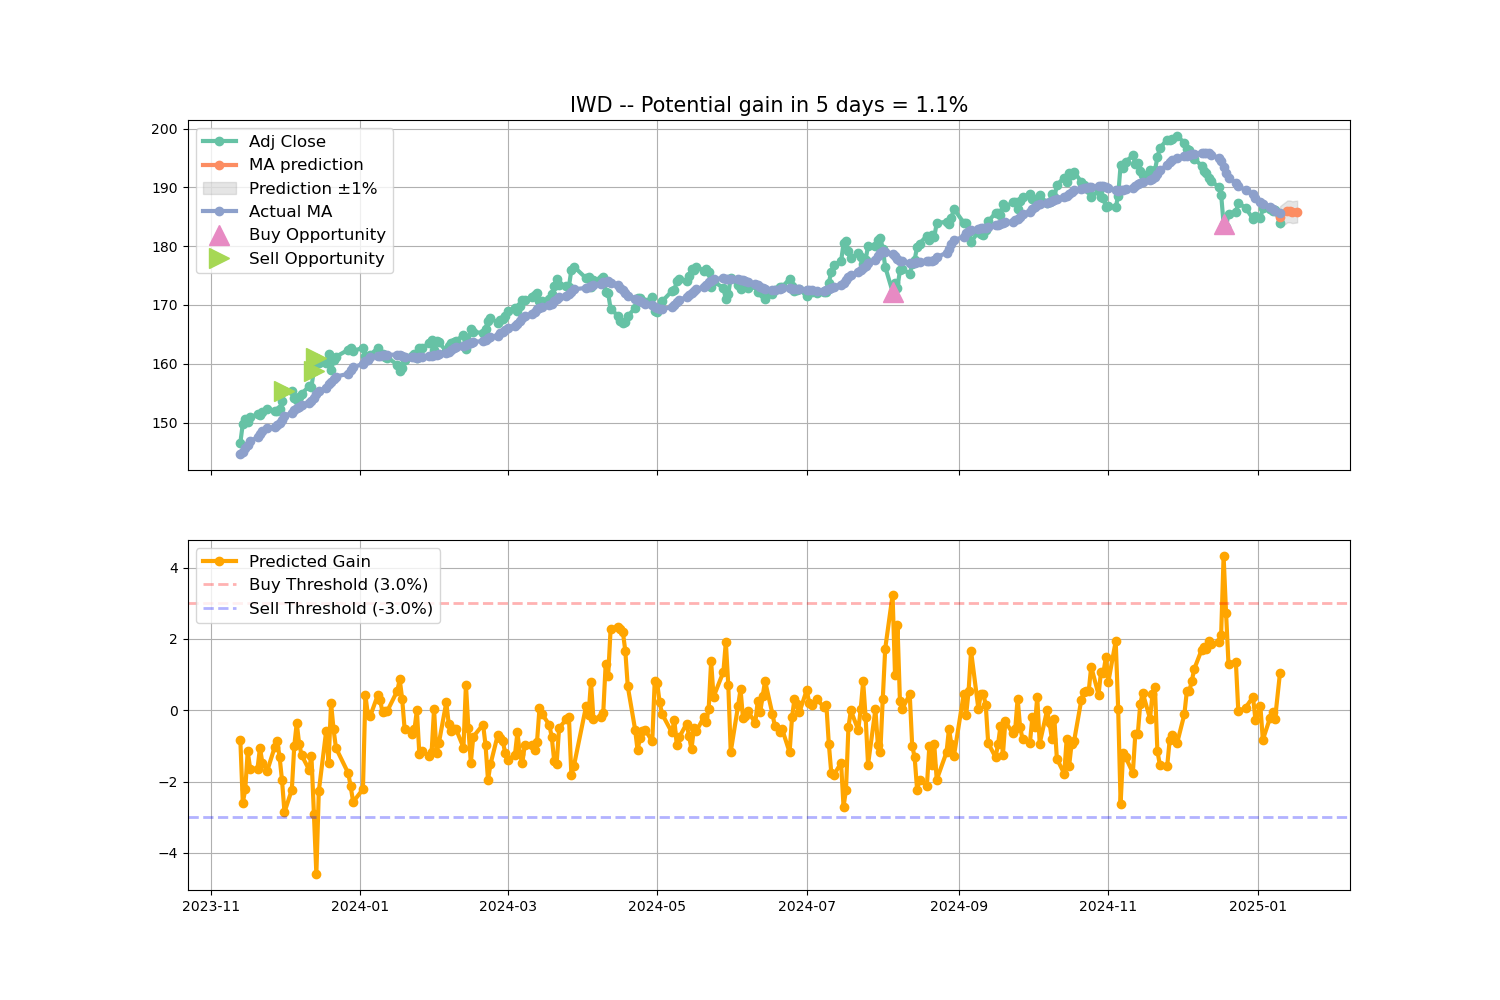 IWD -- Potential gain in 5 days = 1.1%
200
190
180
170
160
150
Adj Close
MA prediction
Prediction ±1%
Actual MA
Buy Opportunity
Sell Opportunity
4
2
0
−2
−4
Predicted Gain
Buy Threshold (3.0%)
Sell Threshold (-3.0%)
2023-11 2024-01 2024-03 2024-05 2024-07 2024-09 2024-11 2025-01